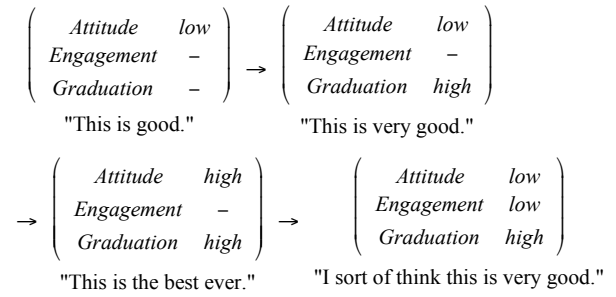 Attitude low
Engagement –
Graduation –
"This is good."
→
Attitude low
Engagement –
Graduation high
"This is very good."
→
Attitude high
Engagement –
Graduation high
"This is the best ever."
→
Attitude low
Engagement low
Graduation high
"I sort of think this is very good."